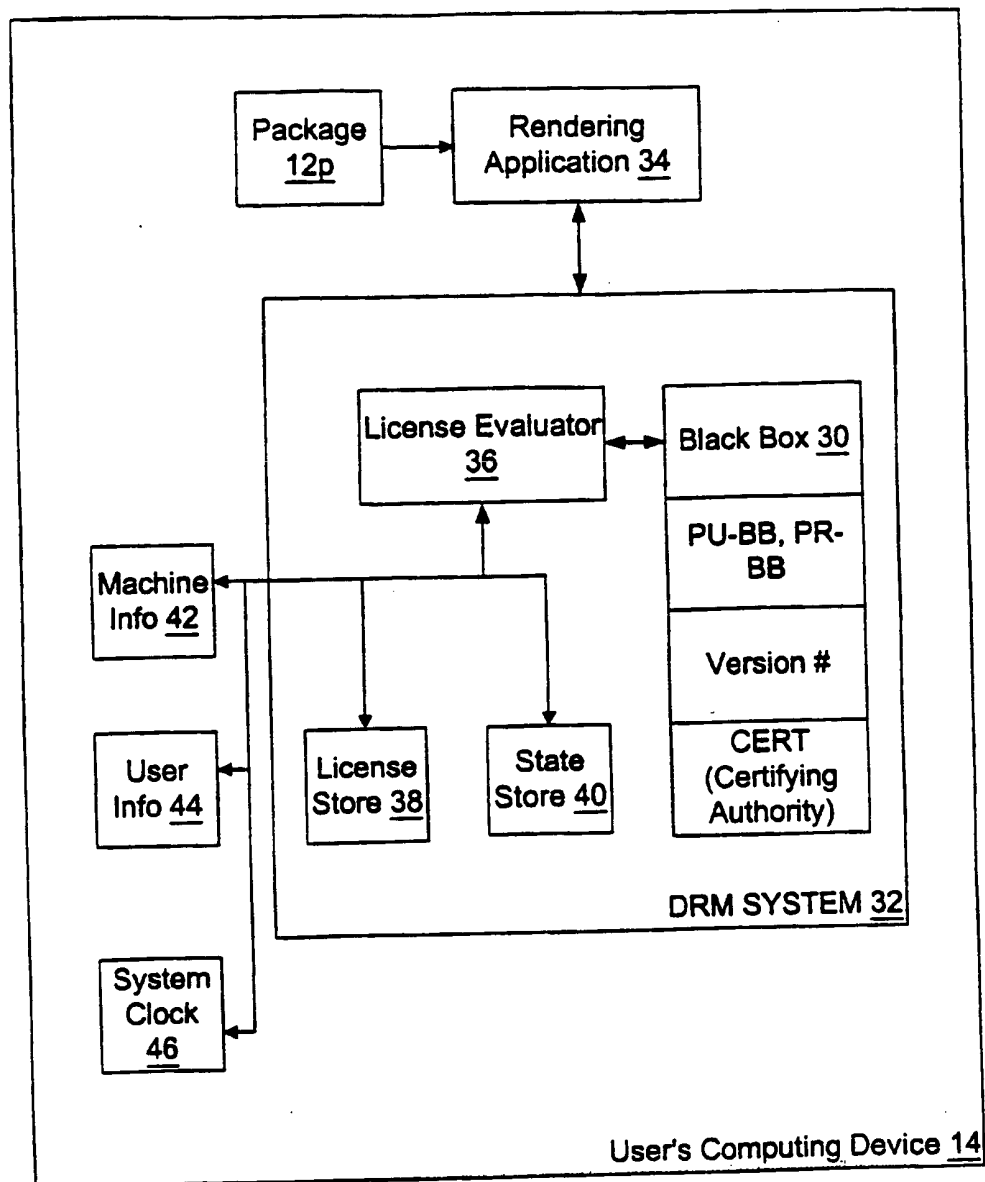 Package
12p
Rendering
Application 34
License Evaluator
36
Black Box 30
PU-BB, PR-
BB
Version #
CERT
(Certifying
Authority)
Machine
Info 42
User
Info 44
License
Store 38
State
Store 40
DRM SYSTEM 32
System
Clock
46
User's Computing Device 14